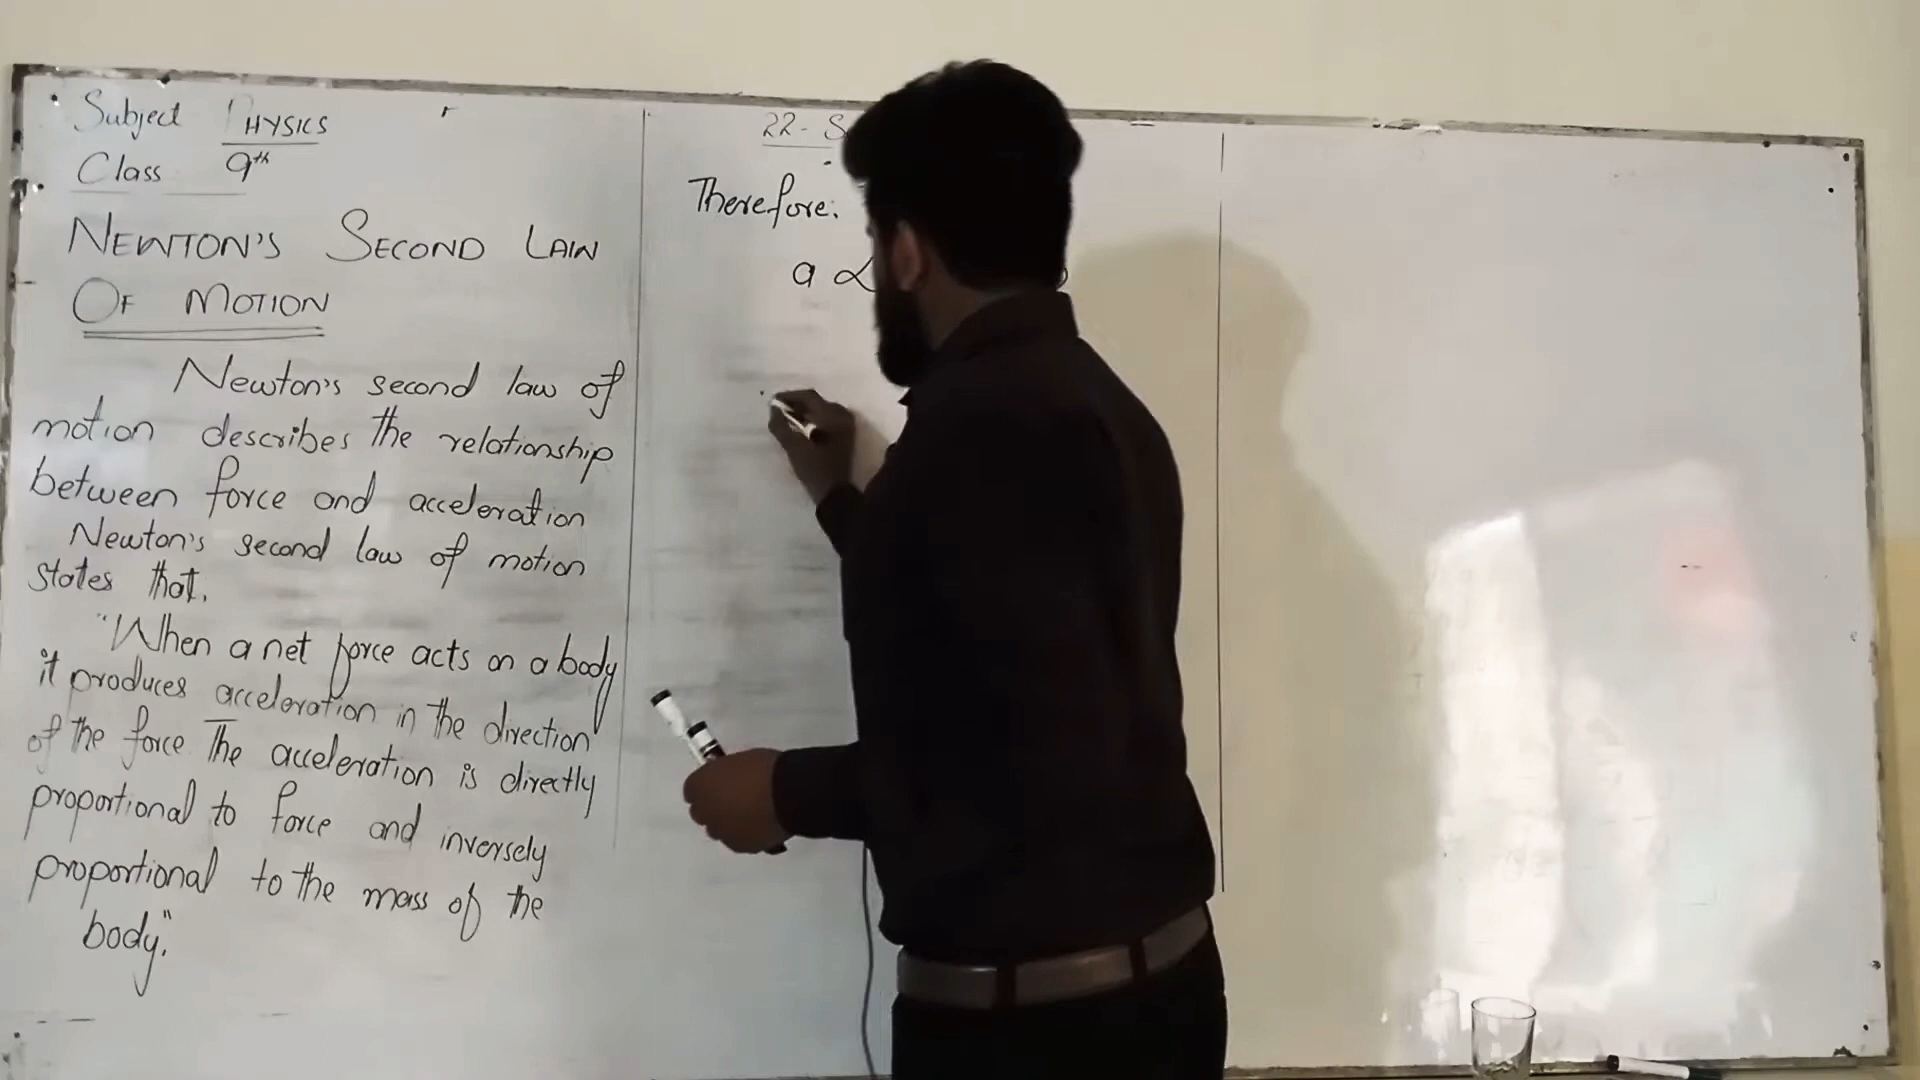 Subject PHYSICS
Class 9th
NEWTON'S SECOND LAW
OF MOTION
Newton's second law of
motion describes the relationship
between force and acceleration
Newton's second law of motion
states that,
"When a net force acts on a body
it produces acceleration in the direction
of the force. The acceleration is directly
proportional to force and inversely
proportional to the mass of the
body."
22-S
Therefore:
a ∝